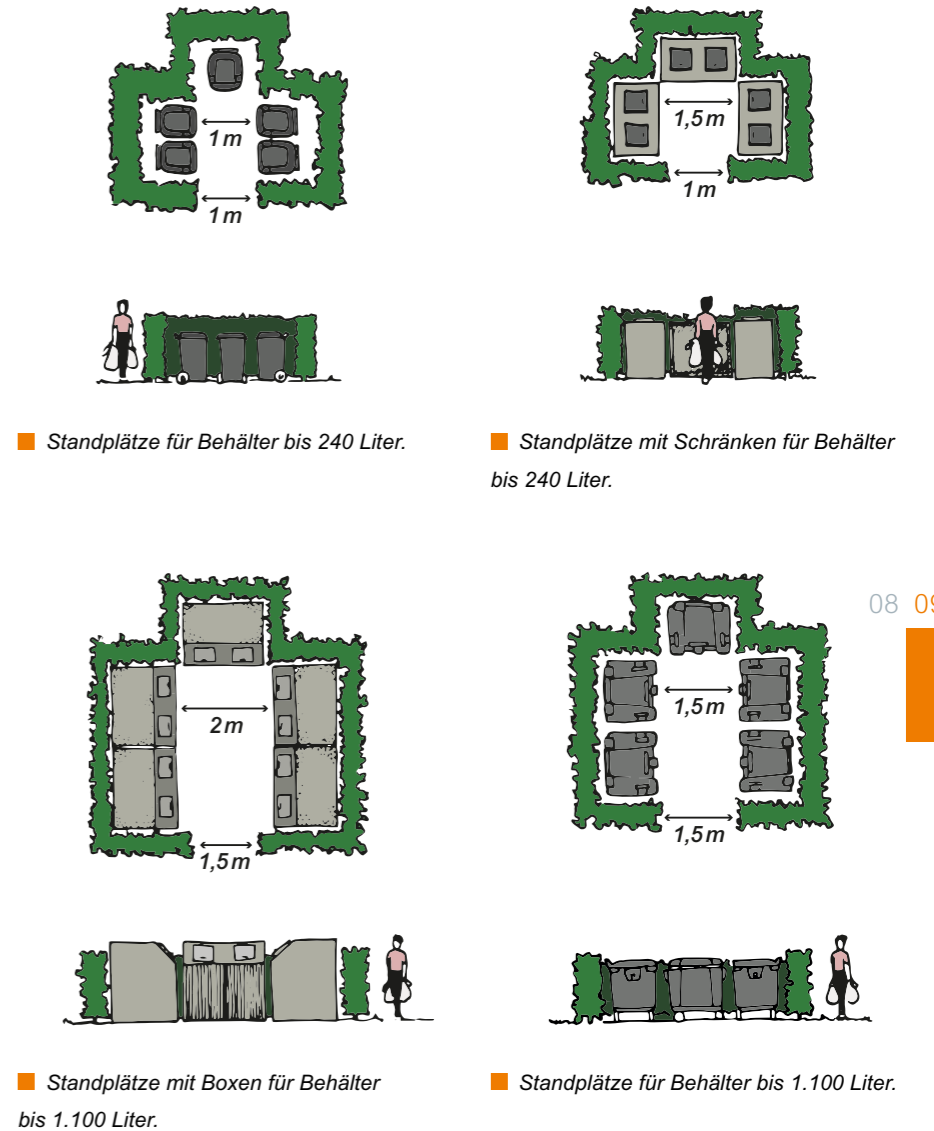 1 m
1 m
1,5 m
1 m
Standplätze für Behälter bis 240 Liter.
Standplätze mit Schränken für Behälter
bis 240 Liter.
08 09
2 m
1,5 m
1,5 m
1,5 m
Standplätze mit Boxen für Behälter
bis 1.100 Liter.
Standplätze für Behälter bis 1.100 Liter.